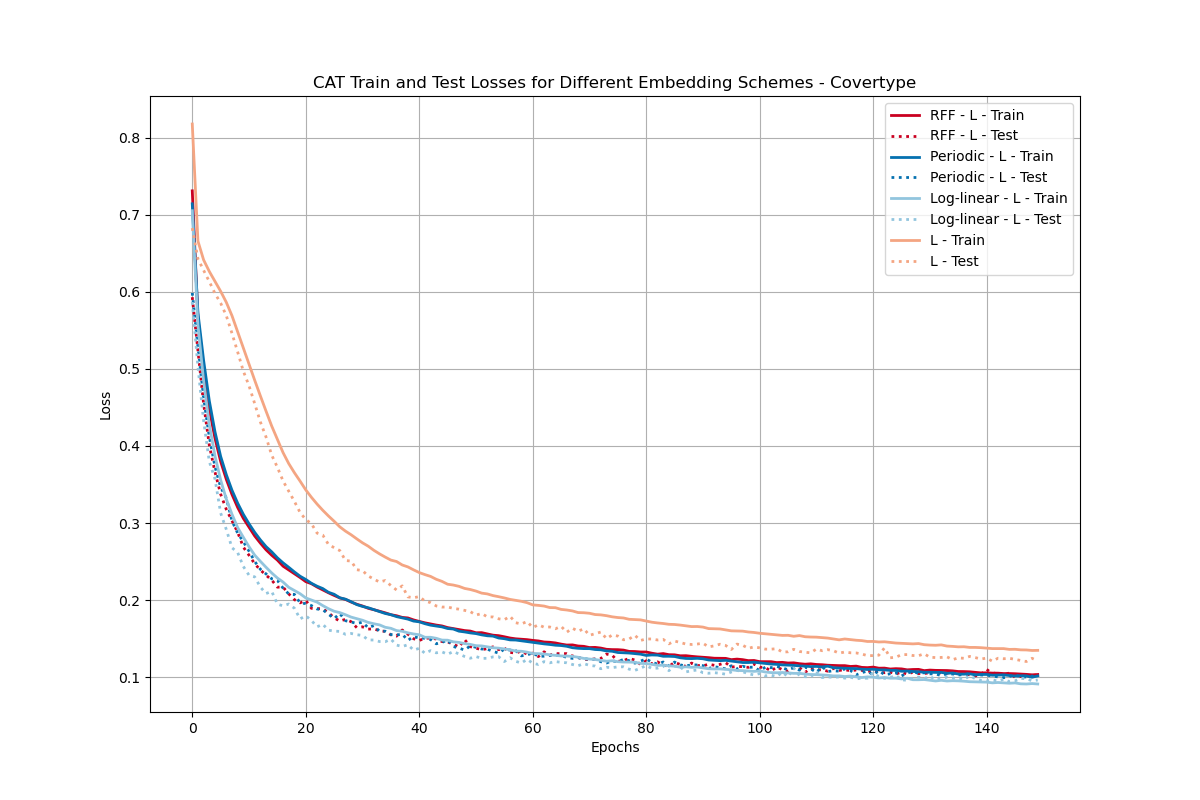 CAT Train and Test Losses for Different Embedding Schemes - Covertype
RFF - L - Train
RFF - L - Test
Periodic - L - Train
Periodic - L - Test
Log-linear - L - Train
Log-linear - L - Test
L - Train
L - Test
0.8
0.7
0.6
0.5
0.4
0.3
0.2
0.1
Loss
0 20 40 60 80 100 120 140
Epochs